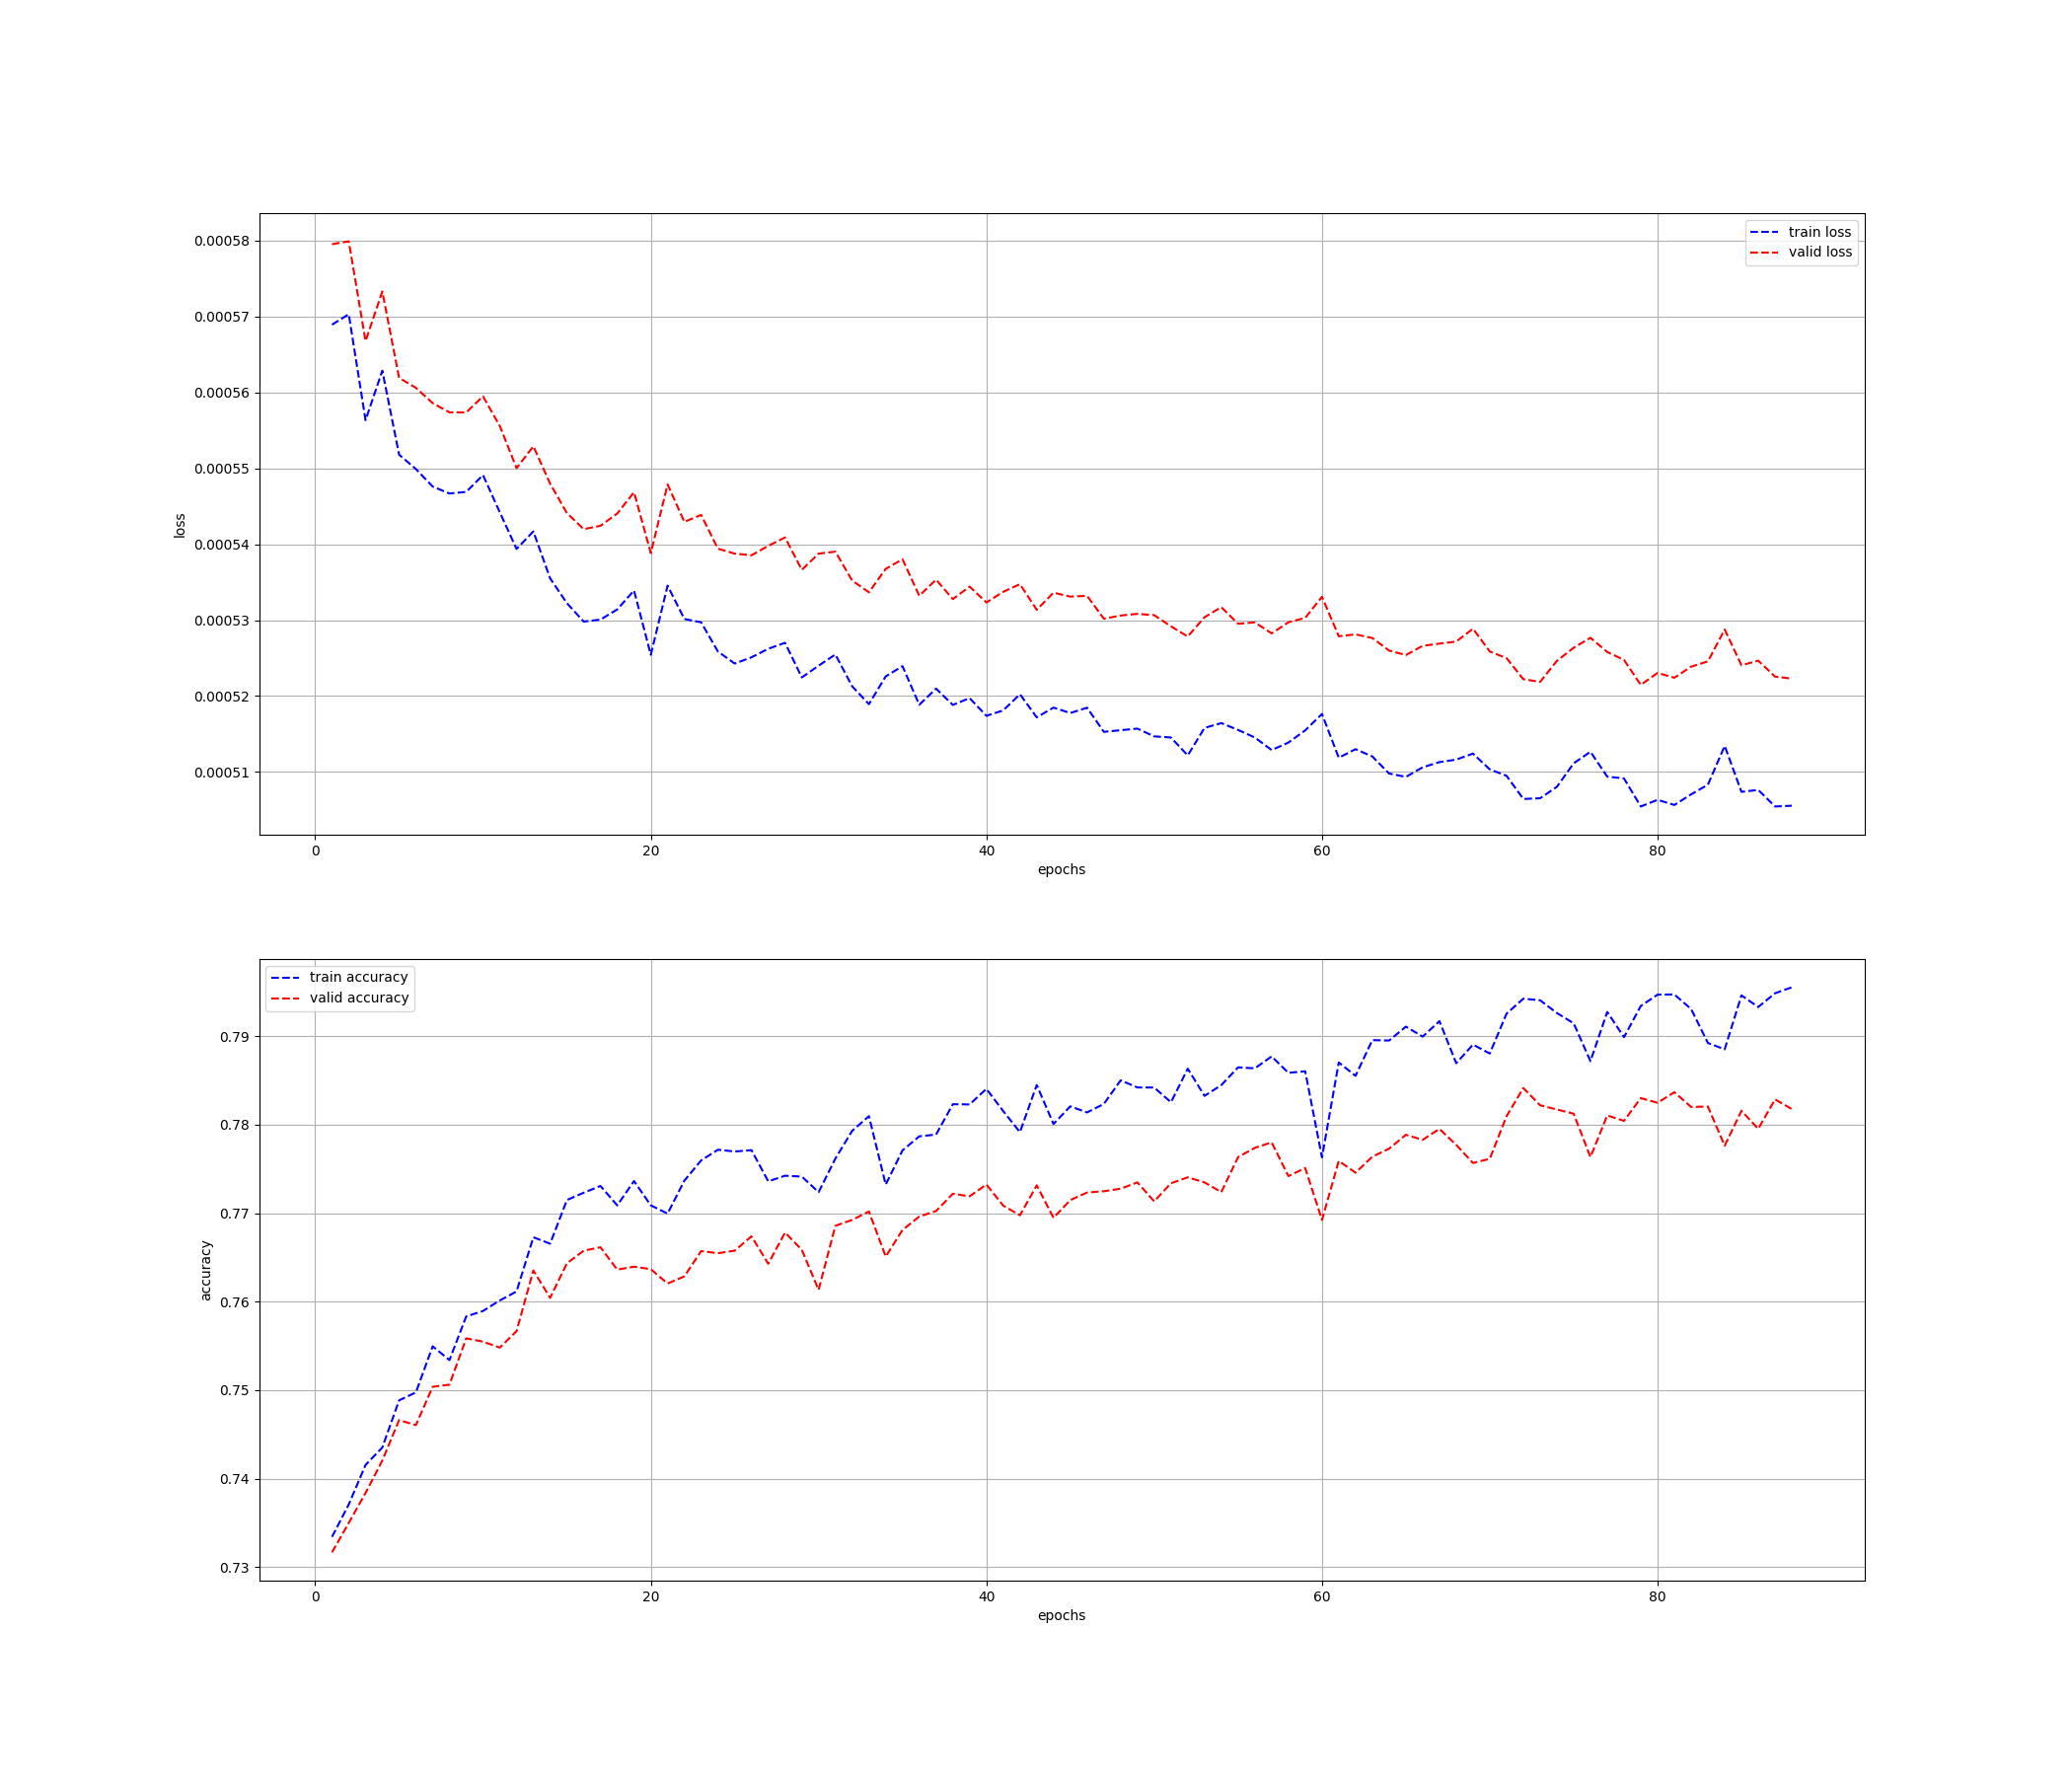 train loss
valid loss
0.00058
0.00057
0.00056
0.00055
0.00054
0.00053
0.00052
0.00051
loss
0 20 40 60 80
epochs
train accuracy
valid accuracy
0.79
0.78
0.77
0.76
0.75
0.74
0.73
accuracy
0 20 40 60 80
epochs